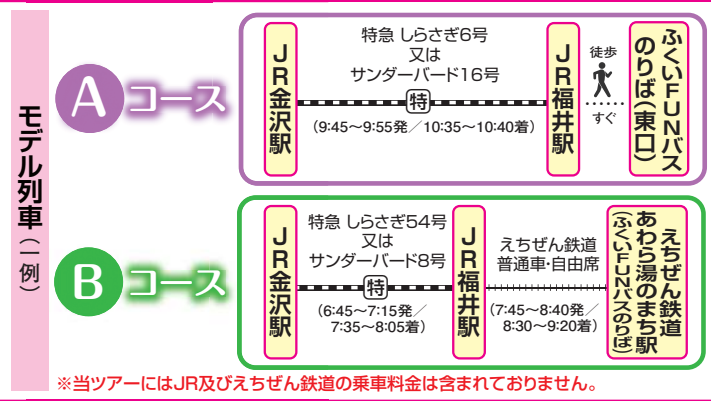 モデル列車(一例)
Aコース
JR金沢駅
特急 しらさぎ6号
又は
サンダーバード16号
特
(9:45〜9:55発/10:35〜10:40着)
JR福井駅
徒歩
すぐ
ふくいFUNバス
のりば(東口)
Bコース
JR金沢駅
特急 しらさぎ54号
又は
サンダーバード8号
特
(6:45〜7:15発/
7:35〜8:05着)
JR福井駅
えちぜん鉄道
普通車・自由席
(7:45〜8:40発/
8:30〜9:20着)
えちぜん鉄道
あわら湯のまち駅
(ふくいFUNバスのりば)
※当ツアーにはJR及びえちぜん鉄道の乗車料金は含まれておりません。